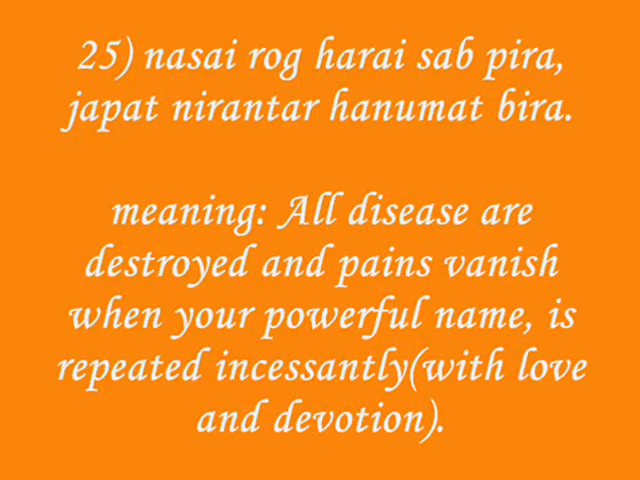 25) nasai rog harai sab pira,
japat nirantar hanumat bira.
meaning: All disease are
destroyed and pains vanish
when your powerful name, is
repeated incessantly(with love
and devotion).